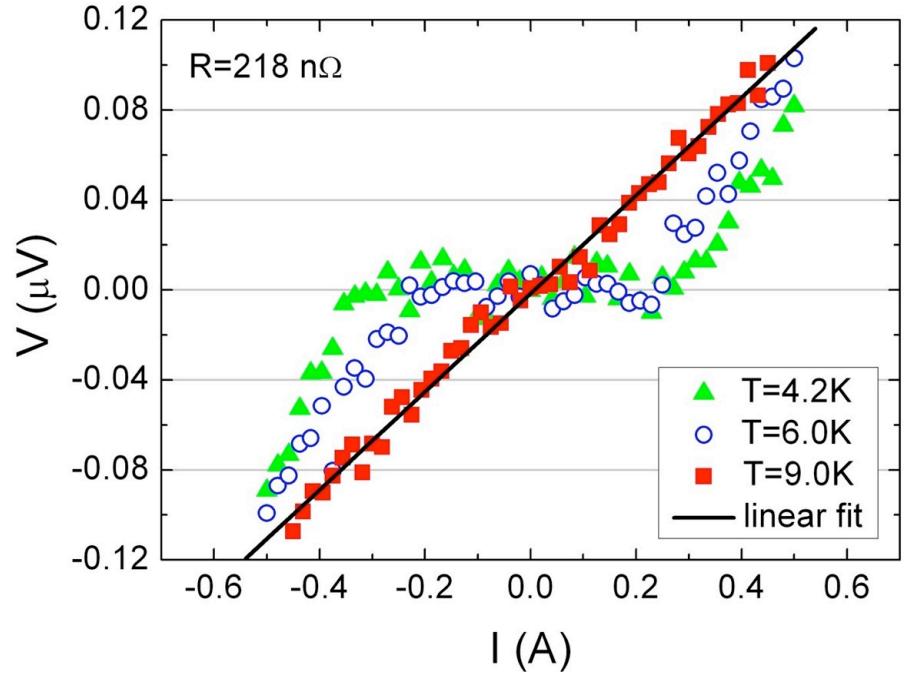 R=218 nΩ
V (μV)
0.12
0.08
0.04
0.00
-0.04
-0.08
-0.12
T=4.2K
T=6.0K
T=9.0K
linear fit
-0.6 -0.4 -0.2 0.0 0.2 0.4 0.6
I (A)